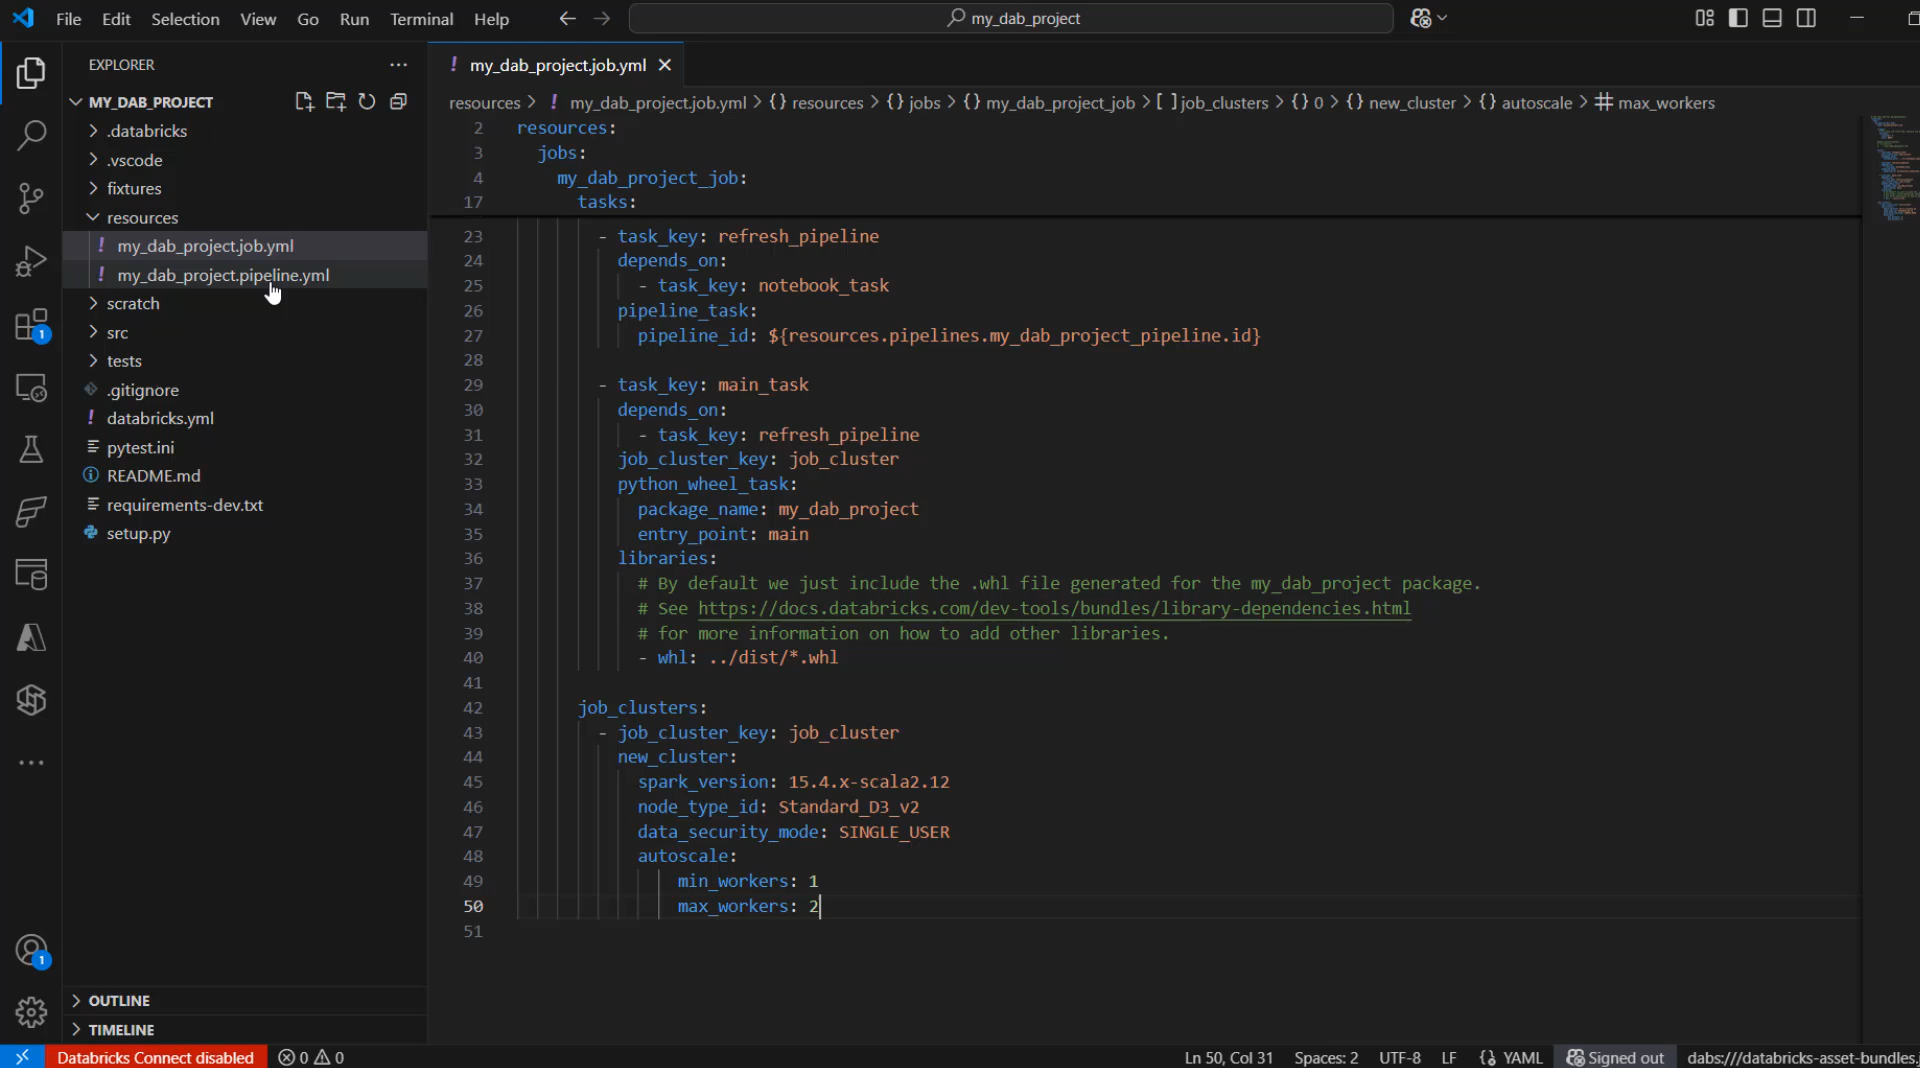 File Edit Selection View Go Run Terminal Help
my_dab_project
EXPLORER
MY_DAB_PROJECT
.databricks
.vscode
fixtures
resources
! my_dab_project.job.yml
! my_dab_project.pipeline.yml
scratch
src
tests
.gitignore
! databricks.yml
pytest.ini
README.md
requirements-dev.txt
setup.py
1
1
OUTLINE
TIMELINE
! my_dab_project.job.yml
resources > ! my_dab_project.job.yml > {} resources > {} jobs > {} my_dab_project_job > [ ] job_clusters > {} 0 > {} new_cluster > {} autoscale > # max_workers
2 resources:
3 jobs:
4 my_dab_project_job:
17 tasks:
23 - task_key: refresh_pipeline
24 depends_on:
25 - task_key: notebook_task
26 pipeline_task:
27 pipeline_id: ${resources.pipelines.my_dab_project_pipeline.id}
28
29 - task_key: main_task
30 depends_on:
31 - task_key: refresh_pipeline
32 job_cluster_key: job_cluster
33 python_wheel_task:
34 package_name: my_dab_project
35 entry_point: main
36 libraries:
37 # By default we just include the .whl file generated for the my_dab_project package.
38 # See https://docs.databricks.com/dev-tools/bundles/library-dependencies.html
39 # for more information on how to add other libraries.
40 - whl: ../dist/*.whl
41
42 job_clusters:
43 - job_cluster_key: job_cluster
44 new_cluster:
45 spark_version: 15.4.x-scala2.12
46 node_type_id: Standard_D3_v2
47 data_security_mode: SINGLE_USER
48 autoscale:
49 min_workers: 1
50 max_workers: 2
51
Databricks Connect disabled 0 0 Ln 50, Col 31 Spaces: 2 UTF-8 LF {} YAML Signed out dabs:///databricks-asset-bundles.j